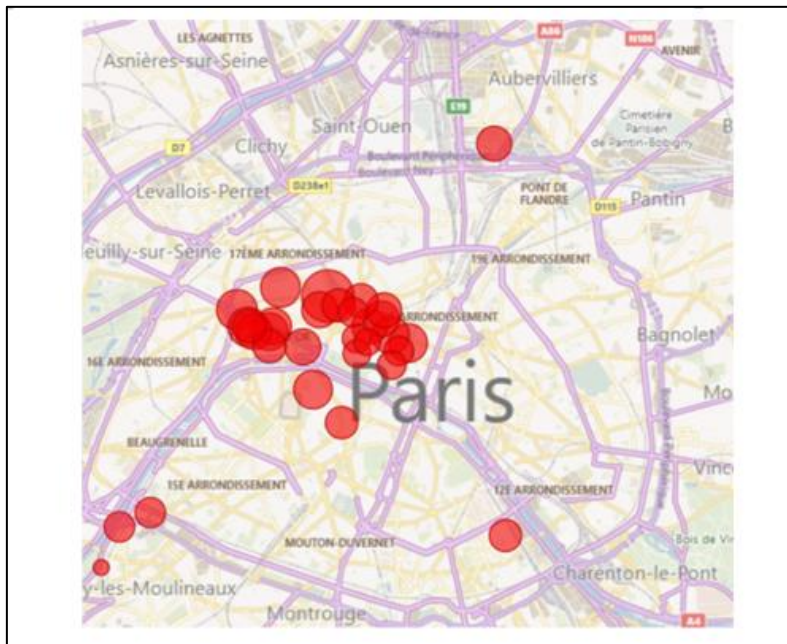 LES AGNETTES
A86
N186
AVENIR
Asnières-sur-Seine
Aubervilliers
E19
Cimetière
Parisien
de Pantin-Bobigny
Saint-Ouen
D7
Clichy
Boulevard Périphérique
Boulevard Ney
D238e1
Levallois-Perret
PONT DE
FLANDRE
Pantin
D115
euilly-sur-Seine
17ÈME ARRONDISSEMENT
19E ARRONDISSEMENT
ARRONDISSEMENT
Bagnolet
16E ARRONDISSEMENT
Paris
Mo
BEAUGRENELLE
Vince
15E ARRONDISSEMENT
12E ARRONDISSEMENT
MOUTON-DUVERNET
Bois de Vin
y-les-Moulineaux
Charenton-le-Pont
Montrouge
A4